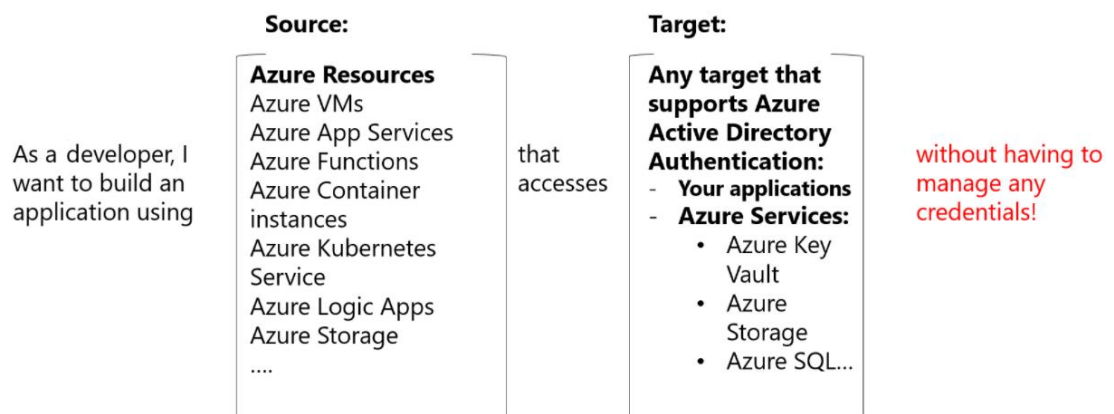 Source:
Target:
As a developer, I
want to build an
application using
Azure Resources
Azure VMs
Azure App Services
Azure Functions
Azure Container
instances
Azure Kubernetes
Service
Azure Logic Apps
Azure Storage
....
that
accesses
Any target that
supports Azure
Active Directory
Authentication:
- Your applications
- Azure Services:
• Azure Key
Vault
• Azure
Storage
• Azure SQL...
without having to
manage any
credentials!